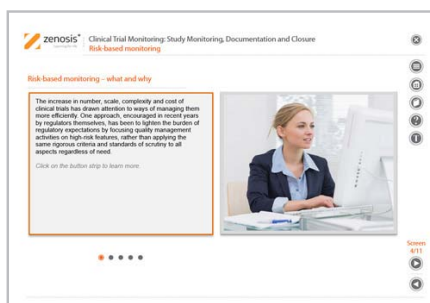 zenosis
Clinical Trial Monitoring: Study Monitoring, Documentation and Closure
Risk-based monitoring
Risk-based monitoring – what and why
The increase in number, scale, complexity and cost of
clinical trials has drawn attention to ways of managing them
more efficiently. One approach, encouraged in recent years
by regulators themselves, has been to lighten the burden of
regulatory expectations by focusing quality management
activities on high-risk features, rather than applying the
same rigorous criteria and standards of scrutiny to all
aspects regardless of need.
Click on the button strip to learn more.
Screen
4/11